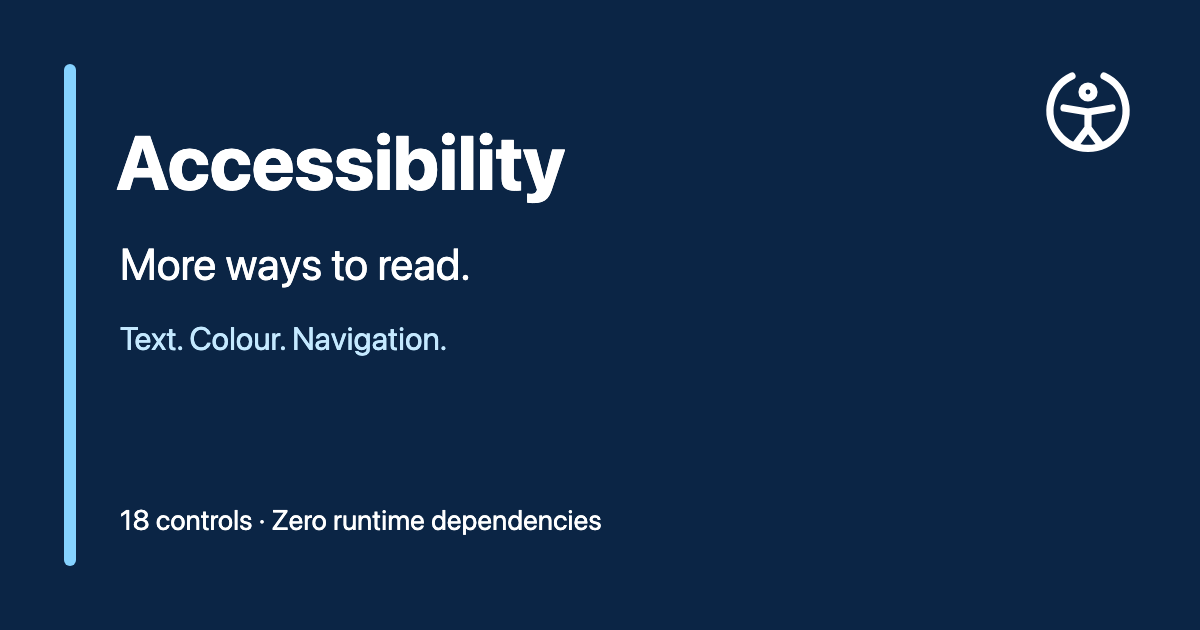 Accessibility
More ways to read.
Text. Colour. Navigation.
18 controls · Zero runtime dependencies